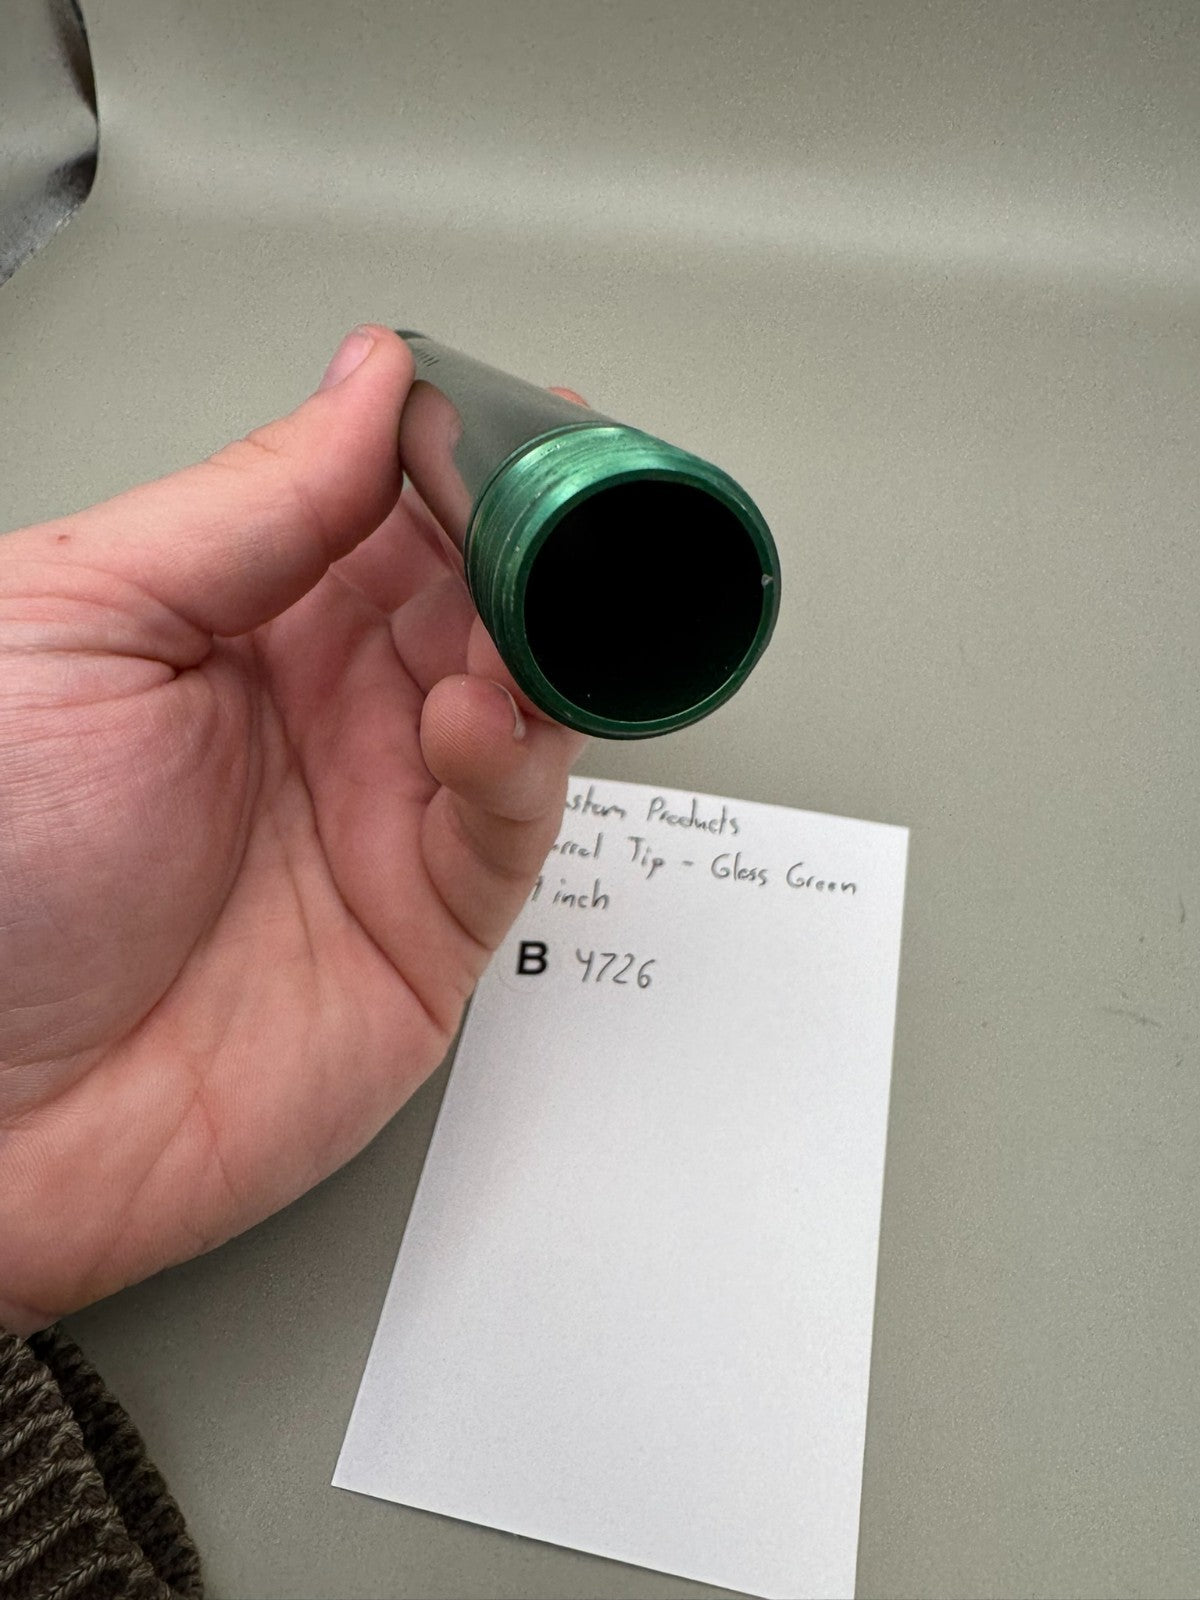 Products
Tip - Gloss Green
inch
B 4726